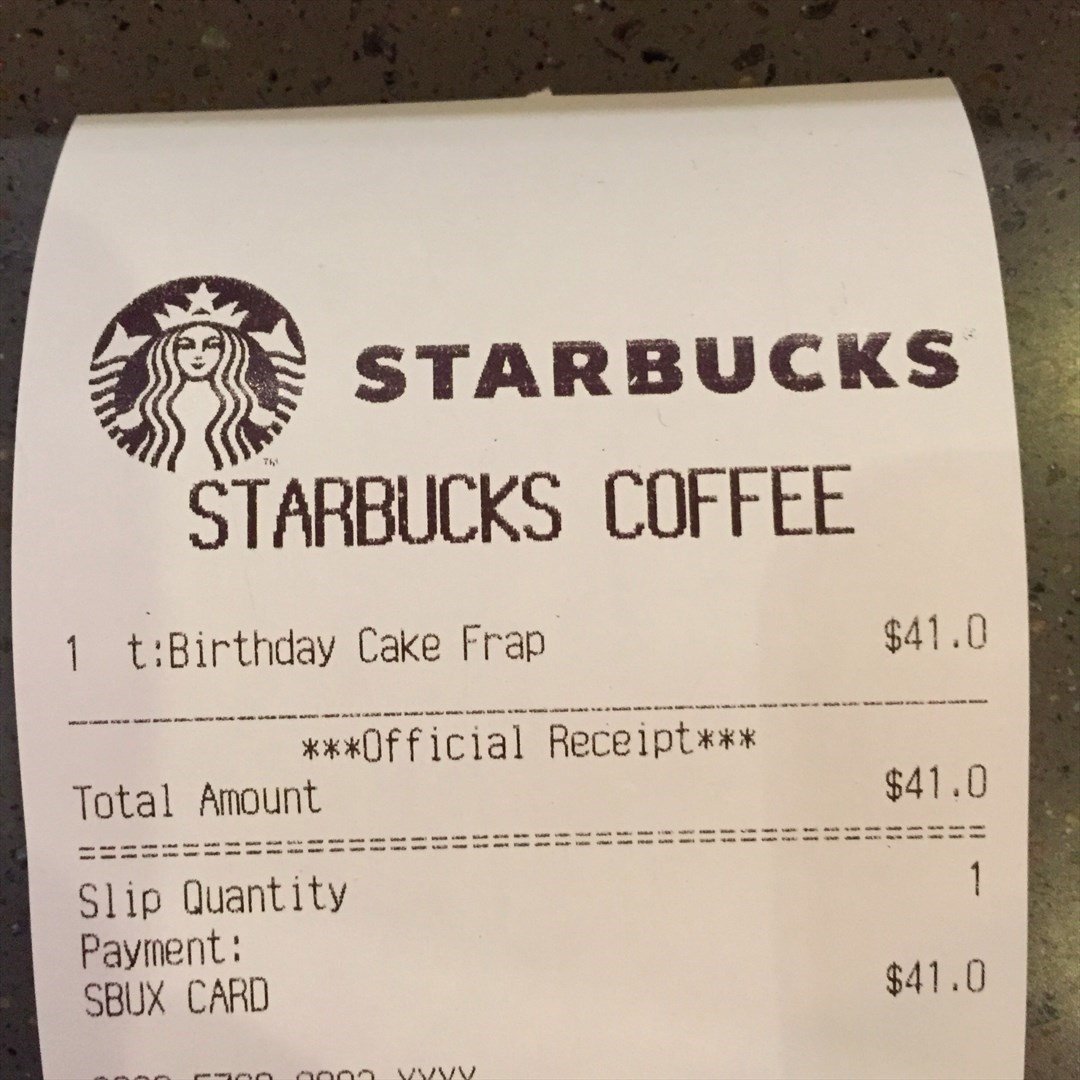 STARBUCKS
TM
STARBUCKS COFFEE
1 t:Birthday Cake Frap $41.0
***Official Receipt***
Total Amount $41.0
Slip Quantity 1
Payment:
SBUX CARD $41.0